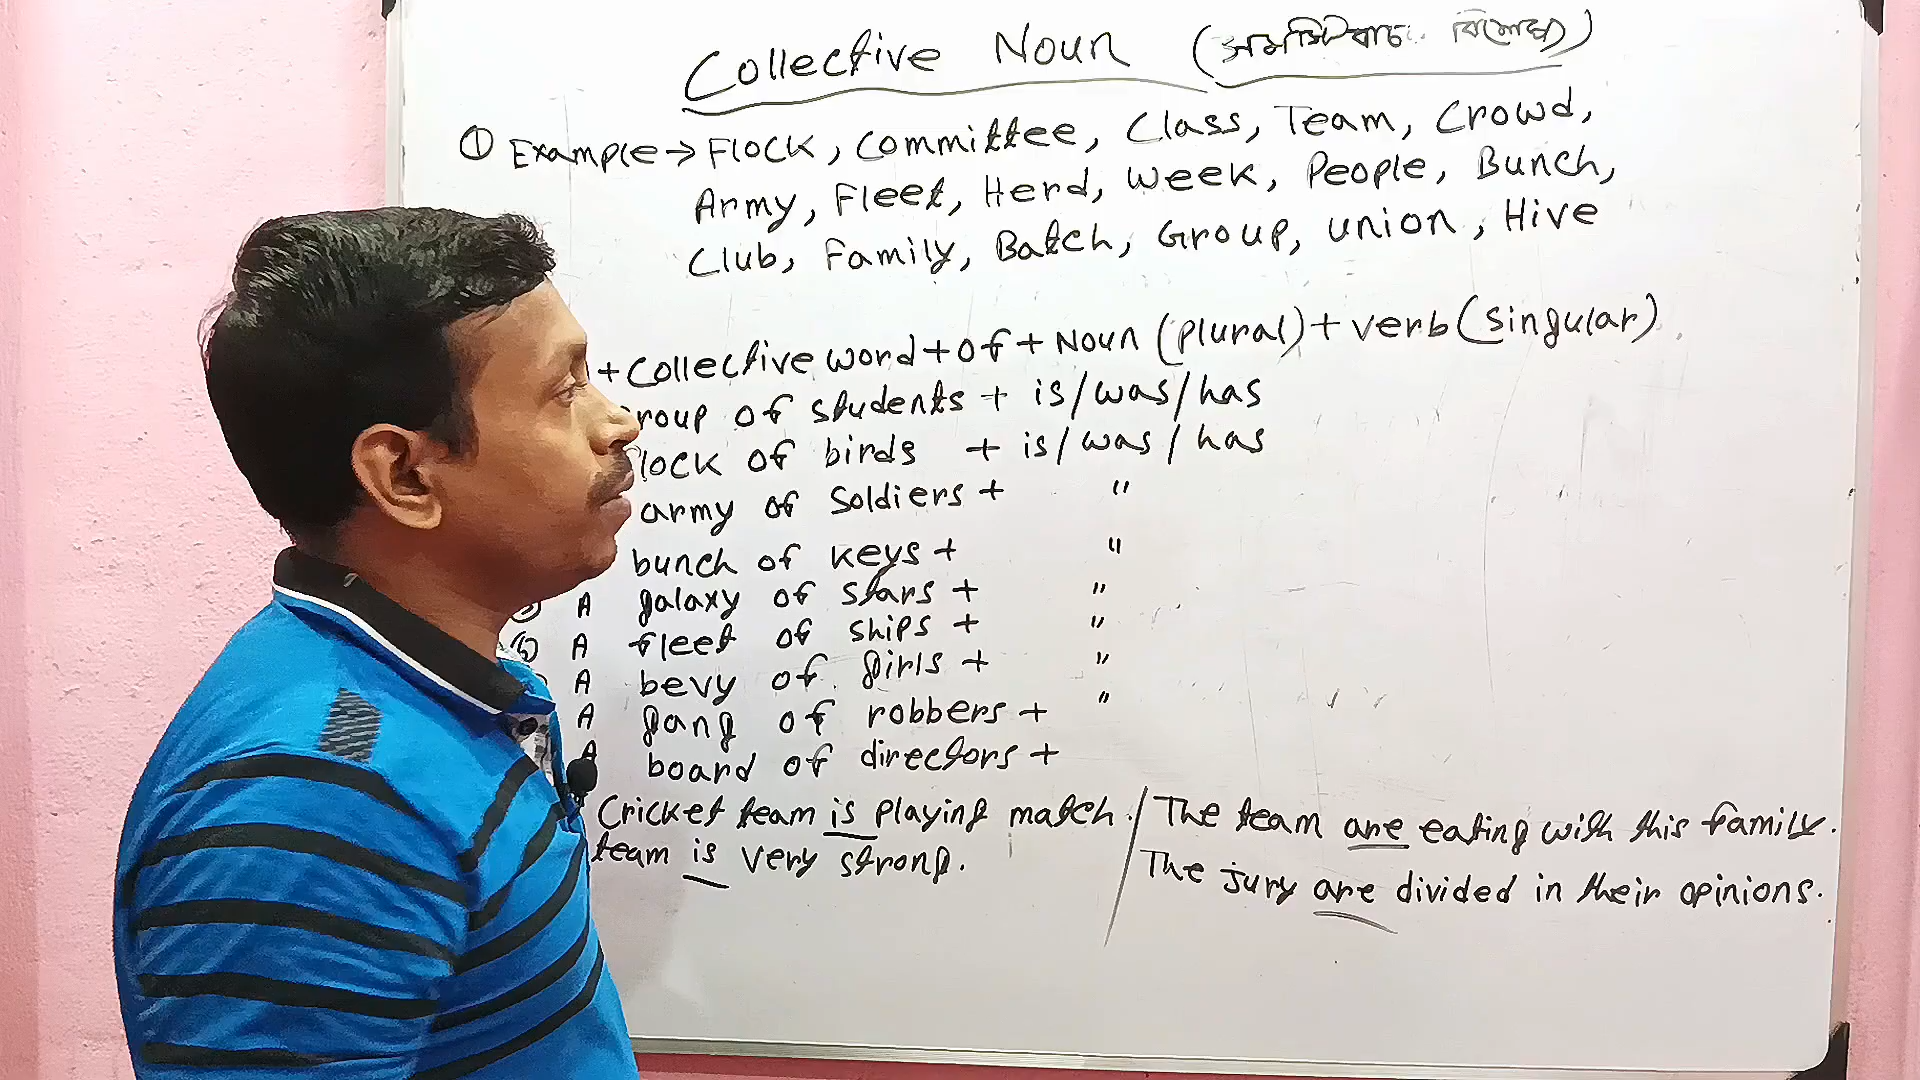 Collective Noun (সমষ্টিবাচক বিশেষ্য)
① Example → Flock, Committee, Class, Team, Crowd,
Army, Fleet, Herd, Week, People, Bunch,
Club, Family, Batch, Group, Union, Hive
+ Collective word + of + Noun (plural) + verb (singular).
roup of students + is/was/has
lock of birds + is/was/has
army of Soldiers + "
bunch of keys + "
A galaxy of stars + "
⑥ A fleet of ships + "
A bevy of girls + "
A gang of robbers + "
A board of directors +
Cricket team is playing match. / The team are eating with this family.
team is very strong. / The jury are divided in their opinions.